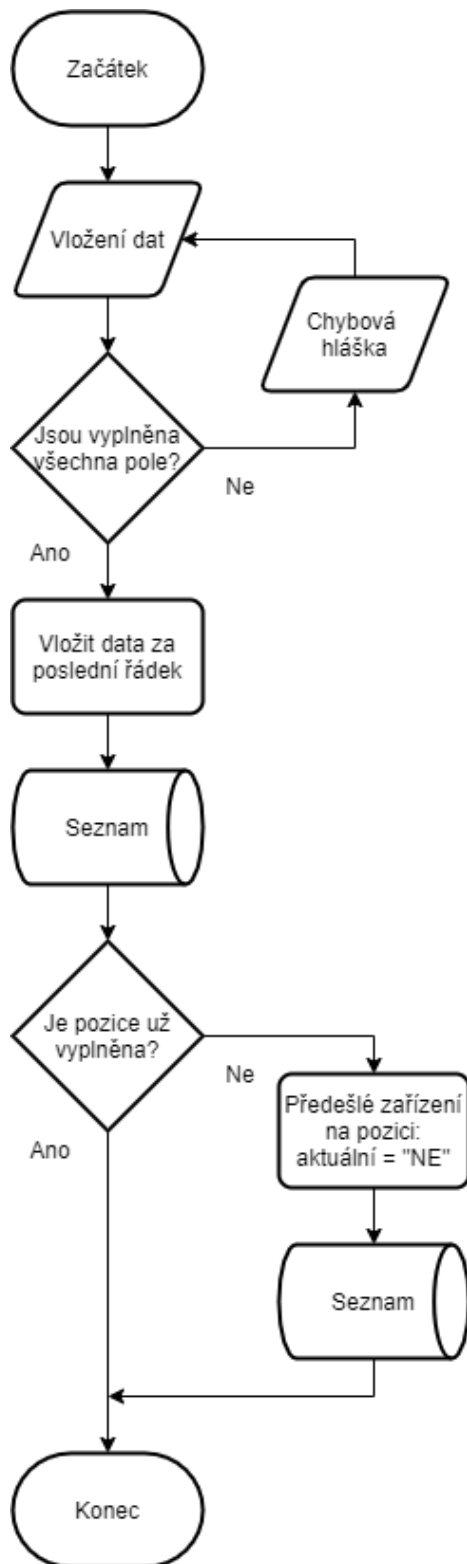 Začátek
Vložení dat
Chybová
hláška
Jsou vyplněna
všechna pole?
Ne
Ano
Vložit data za
poslední řádek
Seznam
Je pozice už
vyplněna?
Ne
Ano
Předešlé zařízení
na pozici:
aktuální = "NE"
Seznam
Konec